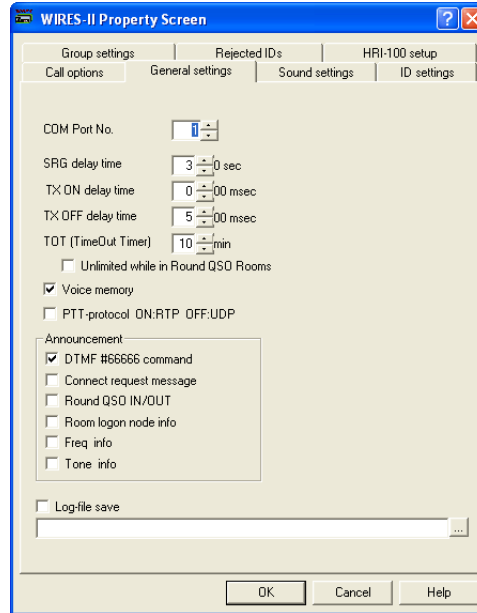 WIRES-II Property Screen
Group settings Rejected IDs HRI-100 setup
Call options General settings Sound settings ID settings
COM Port No. 1
SRG delay time 3 0 sec
TX ON delay time 0 00 msec
TX OFF delay time 5 00 msec
TOT (TimeOut Timer) 10 min
Unlimited while in Round QSO Rooms
Voice memory
PTT-protocol ON:RTP OFF:UDP
Announcement
DTMF #66666 command
Connect request message
Round QSO IN/OUT
Room logon node info
Freq info
Tone info
Log-file save
...
OK Cancel Help